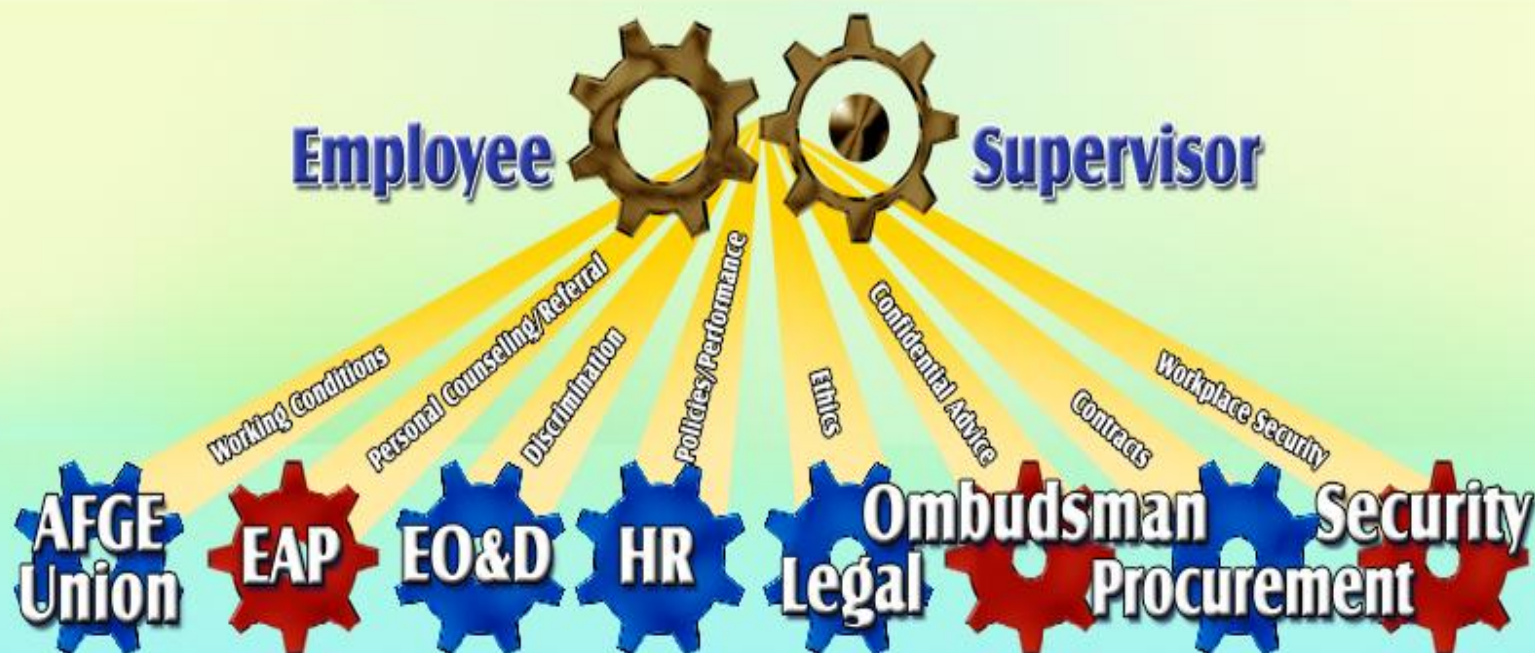 Employee
Supervisor
Working Conditions
Personal Counseling/Referral
Discrimination
Policies/Performance
Ethics
Confidential Advice
Contracts
Workplace Security
AFGE
Union
EAP
EO&D
HR
Legal
Ombudsman
Procurement
Security